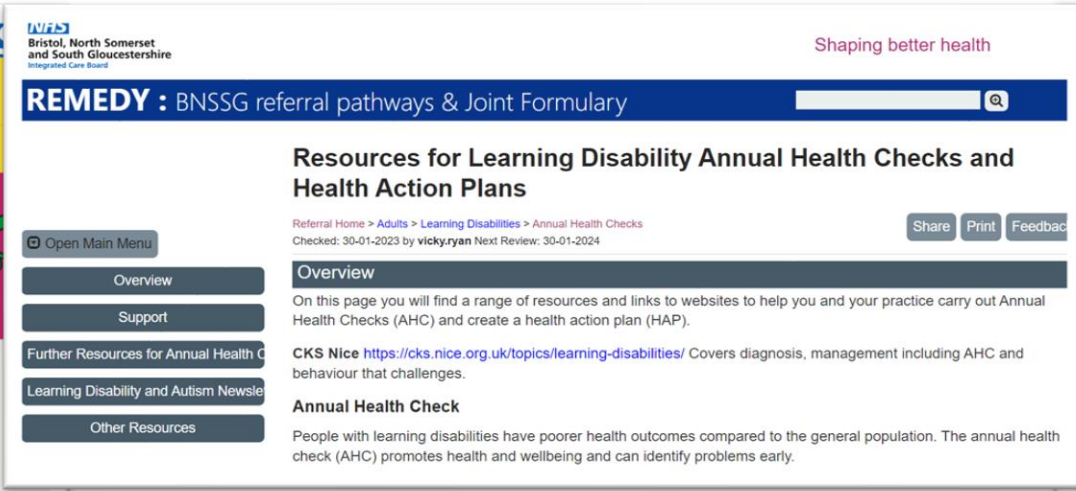 NHS
Bristol, North Somerset
and South Gloucestershire
Integrated Care Board
Shaping better health
REMEDY : BNSSG referral pathways & Joint Formulary
Resources for Learning Disability Annual Health Checks and
Health Action Plans
Referral Home > Adults > Learning Disabilities > Annual Health Checks
Checked: 30-01-2023 by vicky.ryan Next Review: 30-01-2024
Share Print Feedbac
Open Main Menu
Overview
Support
Further Resources for Annual Health C
Learning Disability and Autism Newsle
Other Resources
Overview
On this page you will find a range of resources and links to websites to help you and your practice carry out Annual
Health Checks (AHC) and create a health action plan (HAP).
CKS Nice https://cks.nice.org.uk/topics/learning-disabilities/ Covers diagnosis, management including AHC and
behaviour that challenges.
Annual Health Check
People with learning disabilities have poorer health outcomes compared to the general population. The annual health
check (AHC) promotes health and wellbeing and can identify problems early.